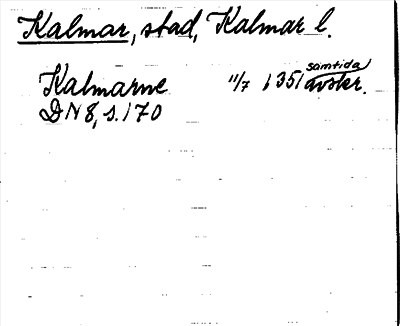 Kalmar, stad, Kalmar l.
Kalmarne 11/7 1351 samtida avskr.
DN 8, s. 170